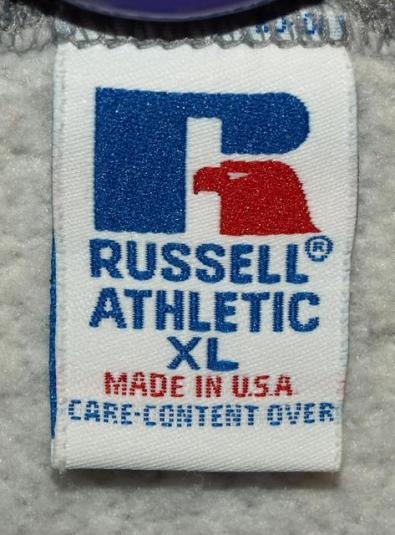 RUSSELL®
ATHLETIC
XL
MADE IN U.S.A
CARE-CONTENT OVER